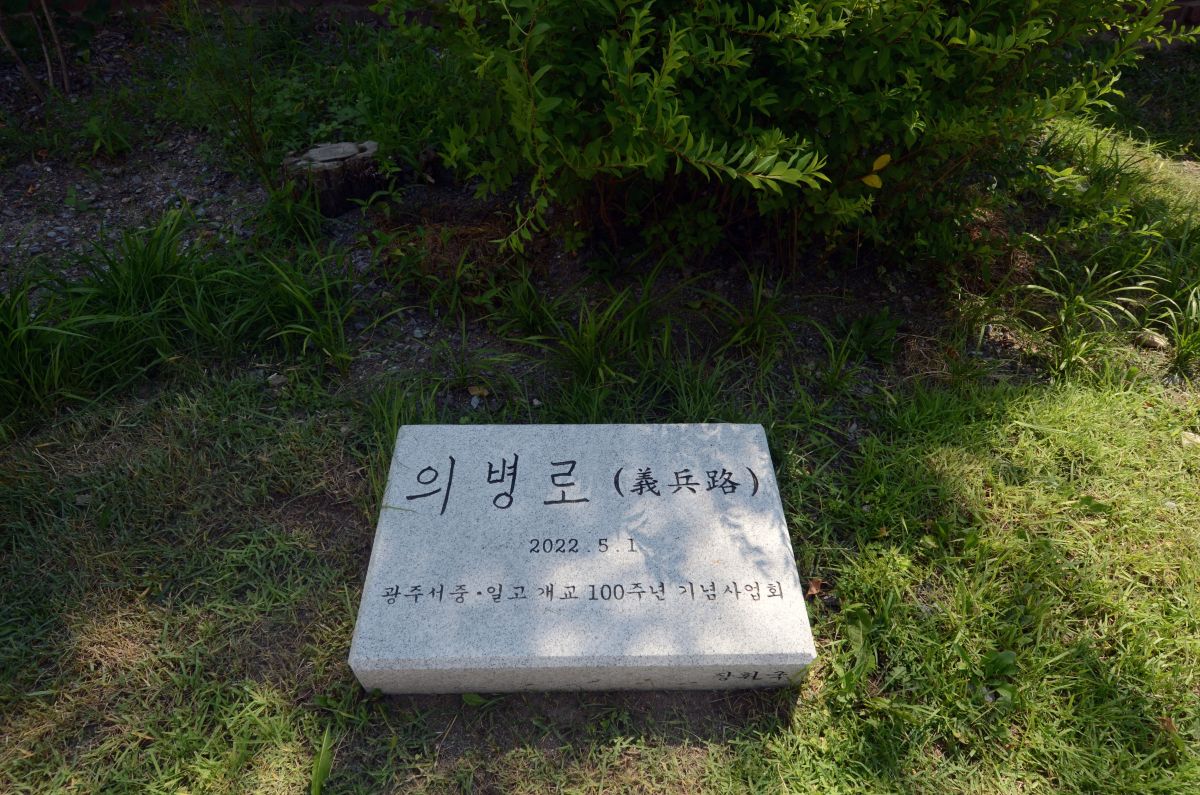 의병로 (義兵路)
2022.5.1
광주서중·일고 개교 100주년 기념사업회